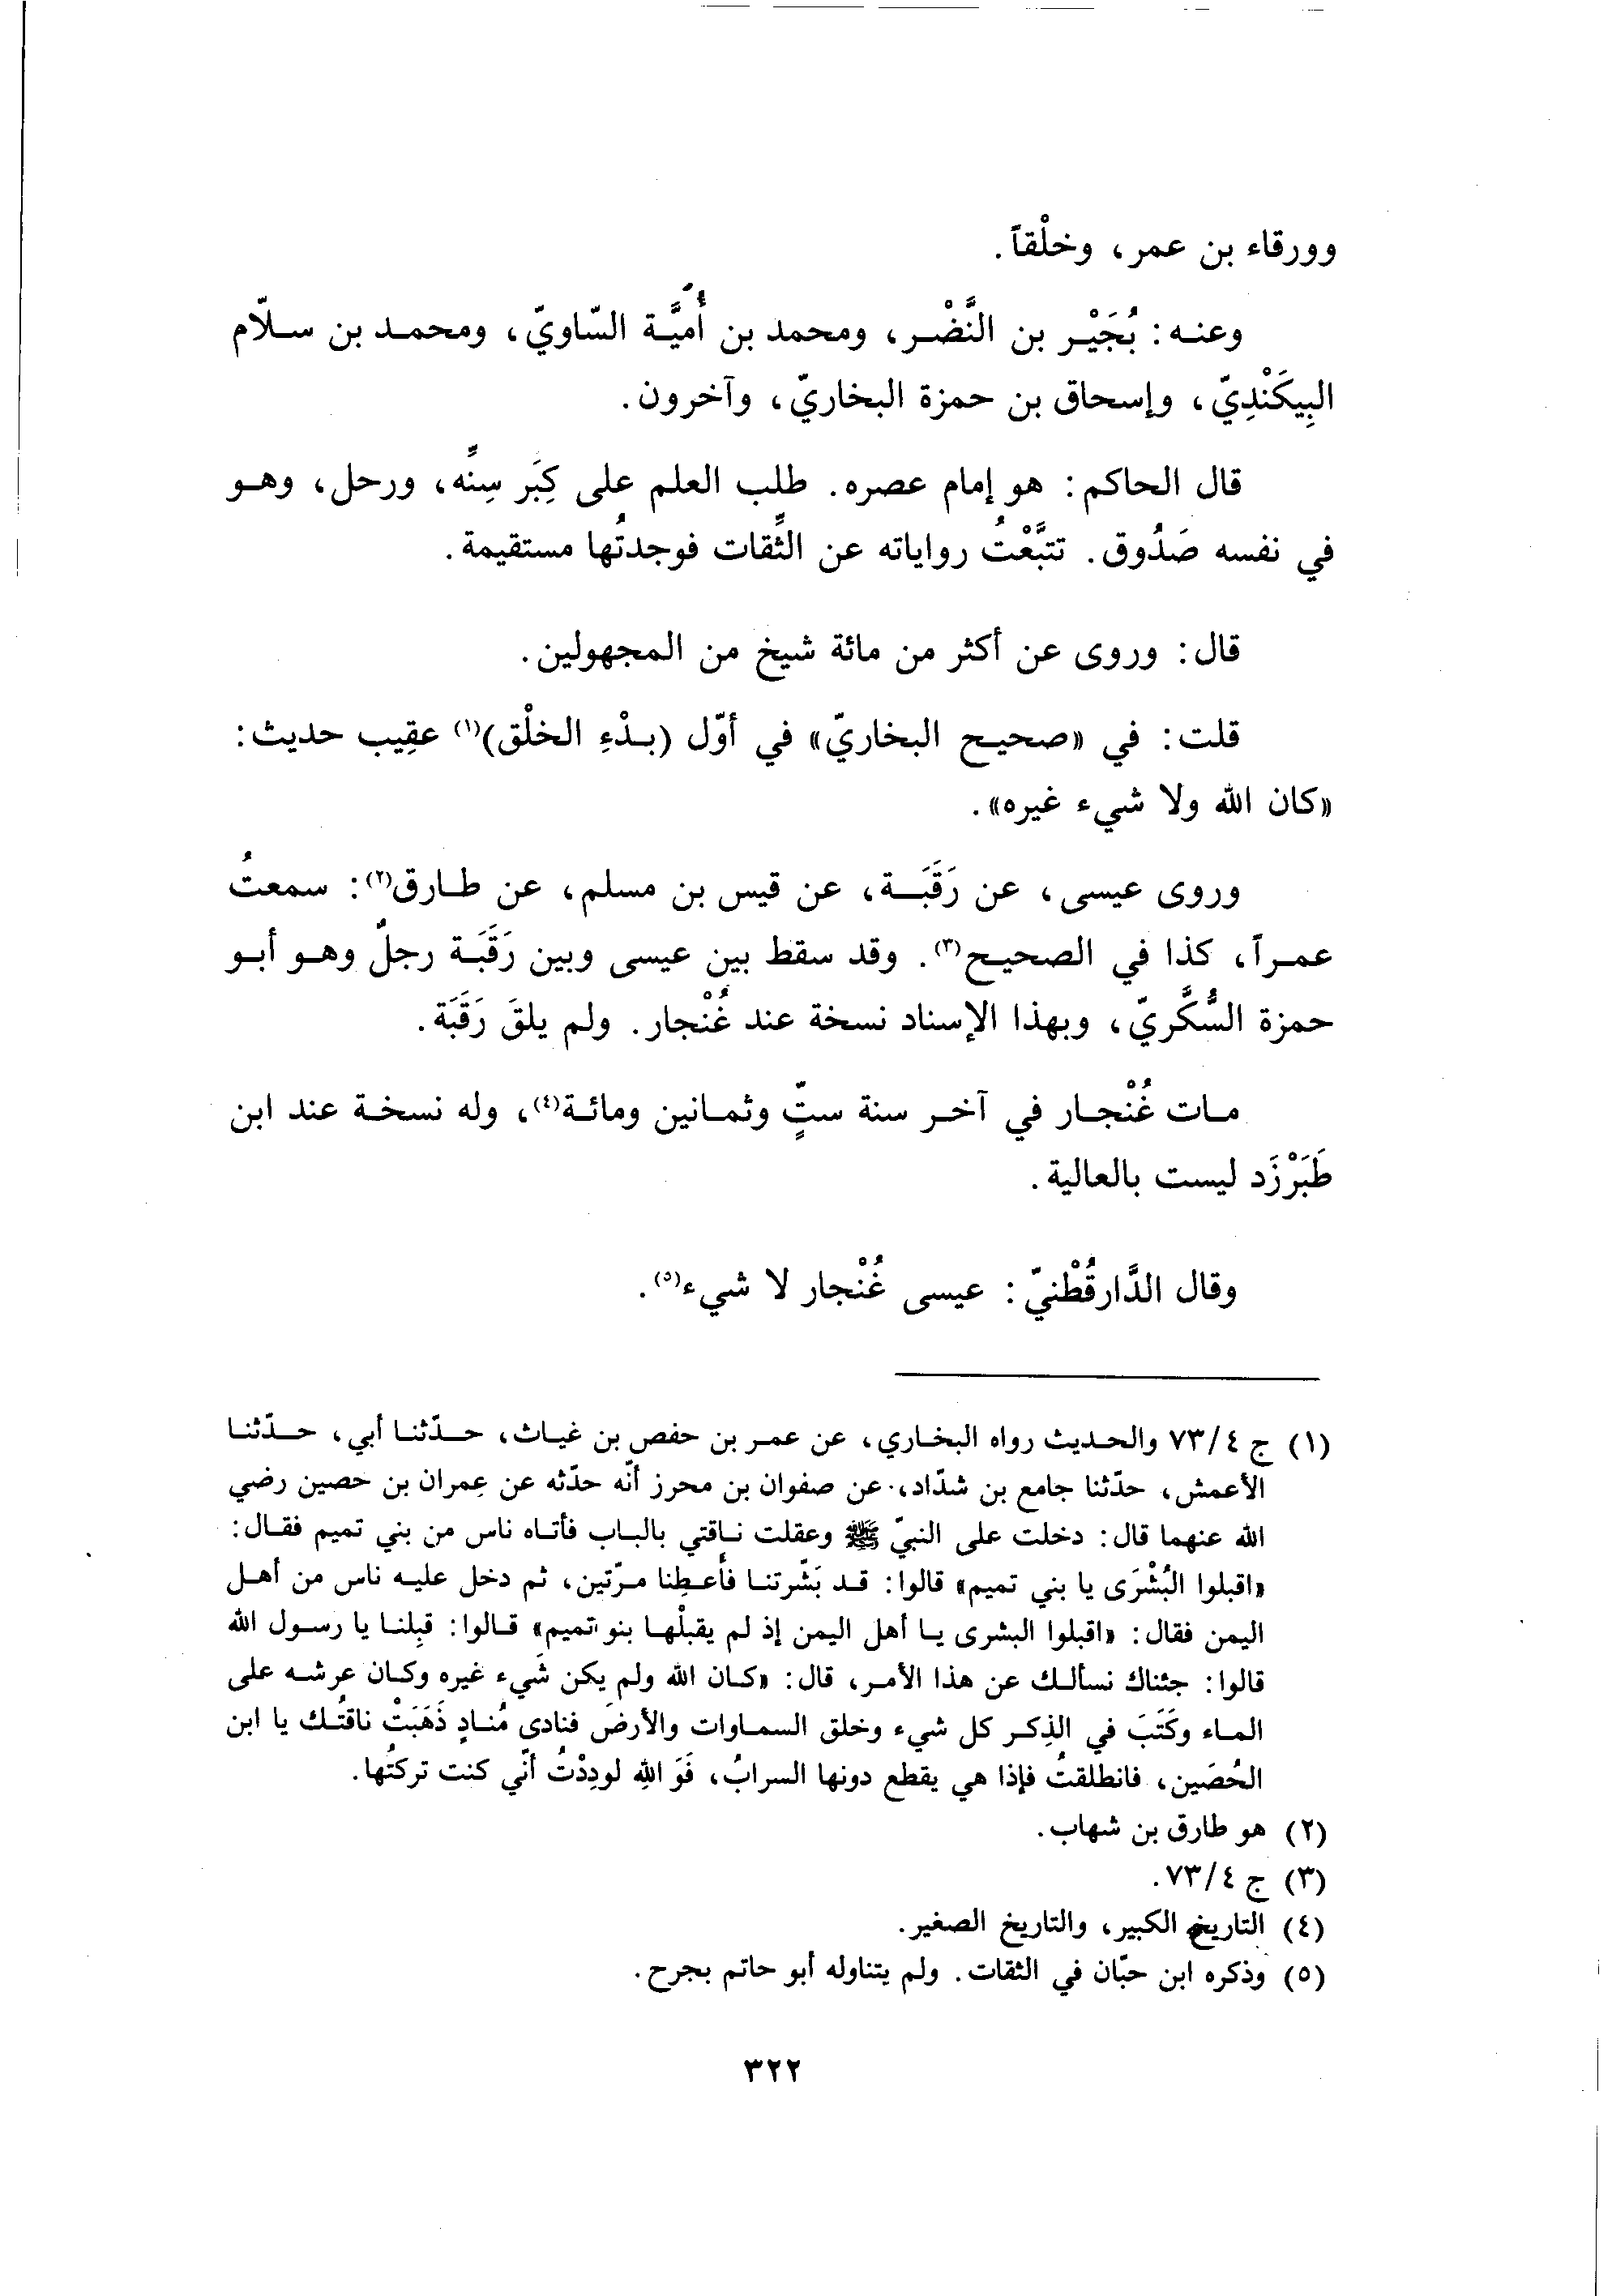 وورقاء بن عمر، وخلْقاً.
وعنه: بُجَيْر بن النَّضْر، ومحمد بن أُميَّة السّاويّ، ومحمد بن سلّام
البِيكَنْدِيّ، وإسحاق بن حمزة البخاريّ، وآخرون.
قال الحاكم: هو إمام عصره. طلب العلم على كِبَر سِنِّه، ورحل، وهو
في نفسه صَدُوق. تتبَّعْتُ رواياته عن الثِّقات فوجدتُها مستقيمة.
قال: وروى عن أكثر من مائة شيخ من المجهولين.
قلت: في «صحيح البخاريّ» في أوّل (بدْءِ الخلْق)(١) عقِيب حديث:
«كان الله ولا شيء غيره».
وروى عيسى، عن رَقَبَة، عن قيس بن مسلم، عن طارق(٢): سمعتُ
عمراً، كذا في الصحيح(٣). وقد سقط بين عيسى وبين رَقَبَة رجلٌ وهو أبو
حمزة السُّكَّريّ، وبهذا الإسناد نسخة عند غُنْجار. ولم يلقَ رَقَبَة.
مات غُنْجار في آخر سنة ستٍّ وثمانين ومائة(٤)، وله نسخة عند ابن
طَبَرْزَد ليست بالعالية.
وقال الدَّارقُطْنيّ: عيسى غُنْجار لا شيء(٥).
(١) ج ٧٣/٤ والحديث رواه البخاري، عن عمر بن حفص بن غياث، حدّثنا أبي، حدّثنا
الأعمش، حدّثنا جامع بن شدّاد، عن صفوان بن محرز أنّه حدّثه عن عِمران بن حصين رضي
الله عنهما قال: دخلت على النبيّ ﷺ وعقلت ناقتي بالباب فأتاه ناس من بني تميم فقال:
«اقبلوا البُشْرَى يا بني تميم» قالوا: قد بَشّرتنا فأعطِنا مرّتين، ثم دخل عليه ناس من أهل
اليمن فقال: «اقبلوا البشرى يا أهل اليمن إذ لم يقبلْها بنو تميم» قالوا: قبِلنا يا رسول الله
قالوا: جئناك نسألك عن هذا الأمر، قال: «كان الله ولم يكن شَيء غيره وكان عرشه على
الماء وكَتَبَ في الذِكر كل شيء وخلق السماوات والأرضَ فنادى مُنادٍ ذَهَبَتْ ناقتُك يا ابن
الحُصَين، فانطلقتُ فإذا هي يقطع دونها السرابُ، فَوَ اللهِ لودِدْتُ أنّي كنت تركتُها.
(٢) هو طارق بن شهاب.
(٣) ج ٧٣/٤.
(٤) التاريخ الكبير، والتاريخ الصغير.
(٥) وذكره ابن حبّان في الثقات. ولم يتناوله أبو حاتم بجرح.
٣٢٢